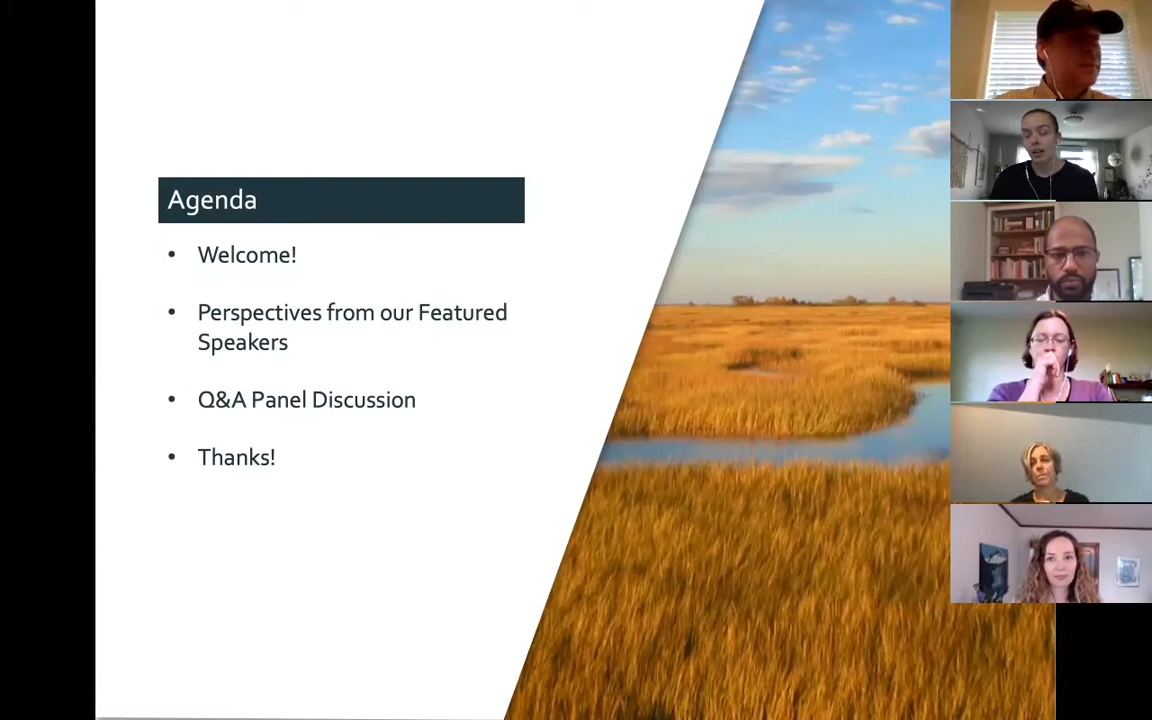 Agenda
• Welcome!
• Perspectives from our Featured
Speakers
• Q&A Panel Discussion
• Thanks!